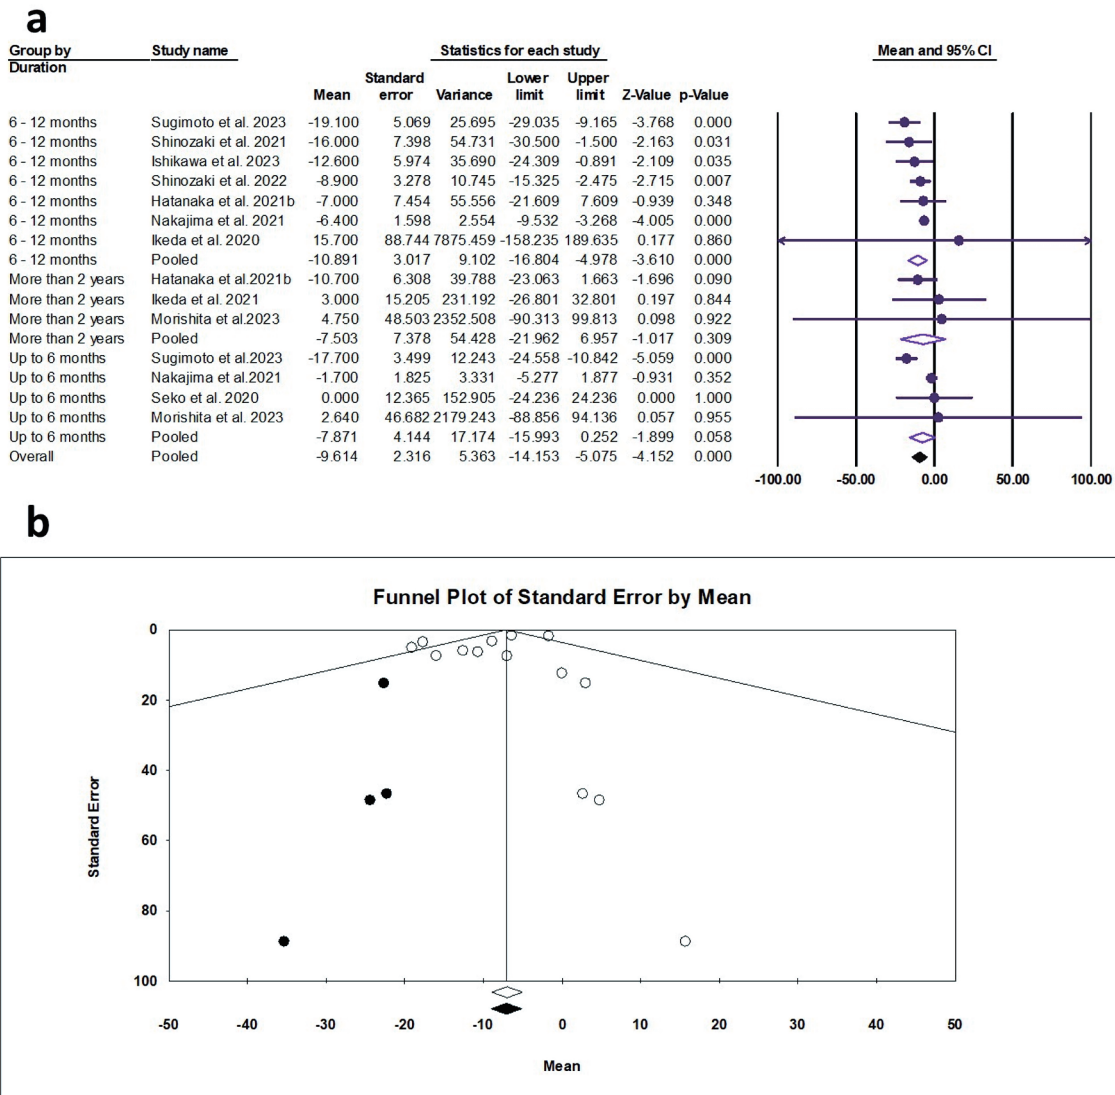 a
Group by Study name Statistics for each study Mean and 95% CI
Duration
Mean Standard error Variance Lower limit Upper limit Z-Value p-Value
6 - 12 months Sugimoto et al. 2023 -19.100 5.069 25.695 -29.035 -9.165 -3.768 0.000
6 - 12 months Shinozaki et al. 2021 -16.000 7.398 54.731 -30.500 -1.500 -2.163 0.031
6 - 12 months Ishikawa et al. 2023 -12.600 5.974 35.690 -24.309 -0.891 -2.109 0.035
6 - 12 months Shinozaki et al. 2022 -8.900 3.278 10.745 -15.325 -2.475 -2.715 0.007
6 - 12 months Hatanaka et al. 2021b -7.000 7.454 55.556 -21.609 7.609 -0.939 0.348
6 - 12 months Nakajima et al. 2021 -6.400 1.598 2.554 -9.532 -3.268 -4.005 0.000
6 - 12 months Ikeda et al. 2020 15.700 88.744 7875.459 -158.235 189.635 0.177 0.860
6 - 12 months Pooled -10.891 3.017 9.102 -16.804 -4.978 -3.610 0.000
More than 2 years Hatanaka et al.2021b -10.700 6.308 39.788 -23.063 1.663 -1.696 0.090
More than 2 years Ikeda et al. 2021 3.000 15.205 231.192 -26.801 32.801 0.197 0.844
More than 2 years Morishita et al.2023 4.750 48.503 2352.508 -90.313 99.813 0.098 0.922
More than 2 years Pooled -7.503 7.378 54.428 -21.962 6.957 -1.017 0.309
Up to 6 months Sugimoto et al.2023 -17.700 3.499 12.243 -24.558 -10.842 -5.059 0.000
Up to 6 months Nakajima et al.2021 -1.700 1.825 3.331 -5.277 1.877 -0.931 0.352
Up to 6 months Seko et al. 2020 0.000 12.365 152.905 -24.236 24.236 0.000 1.000
Up to 6 months Morishita et al. 2023 2.640 46.682 2179.243 -88.856 94.136 0.057 0.955
Up to 6 months Pooled -7.871 4.144 17.174 -15.993 0.252 -1.899 0.058
Overall Pooled -9.614 2.316 5.363 -14.153 -5.075 -4.152 0.000
-100.00 -50.00 0.00 50.00 100.00
b
Funnel Plot of Standard Error by Mean
0
20
40
60
80
100
Standard Error
-50 -40 -30 -20 -10 0 10 20 30 40 50
Mean